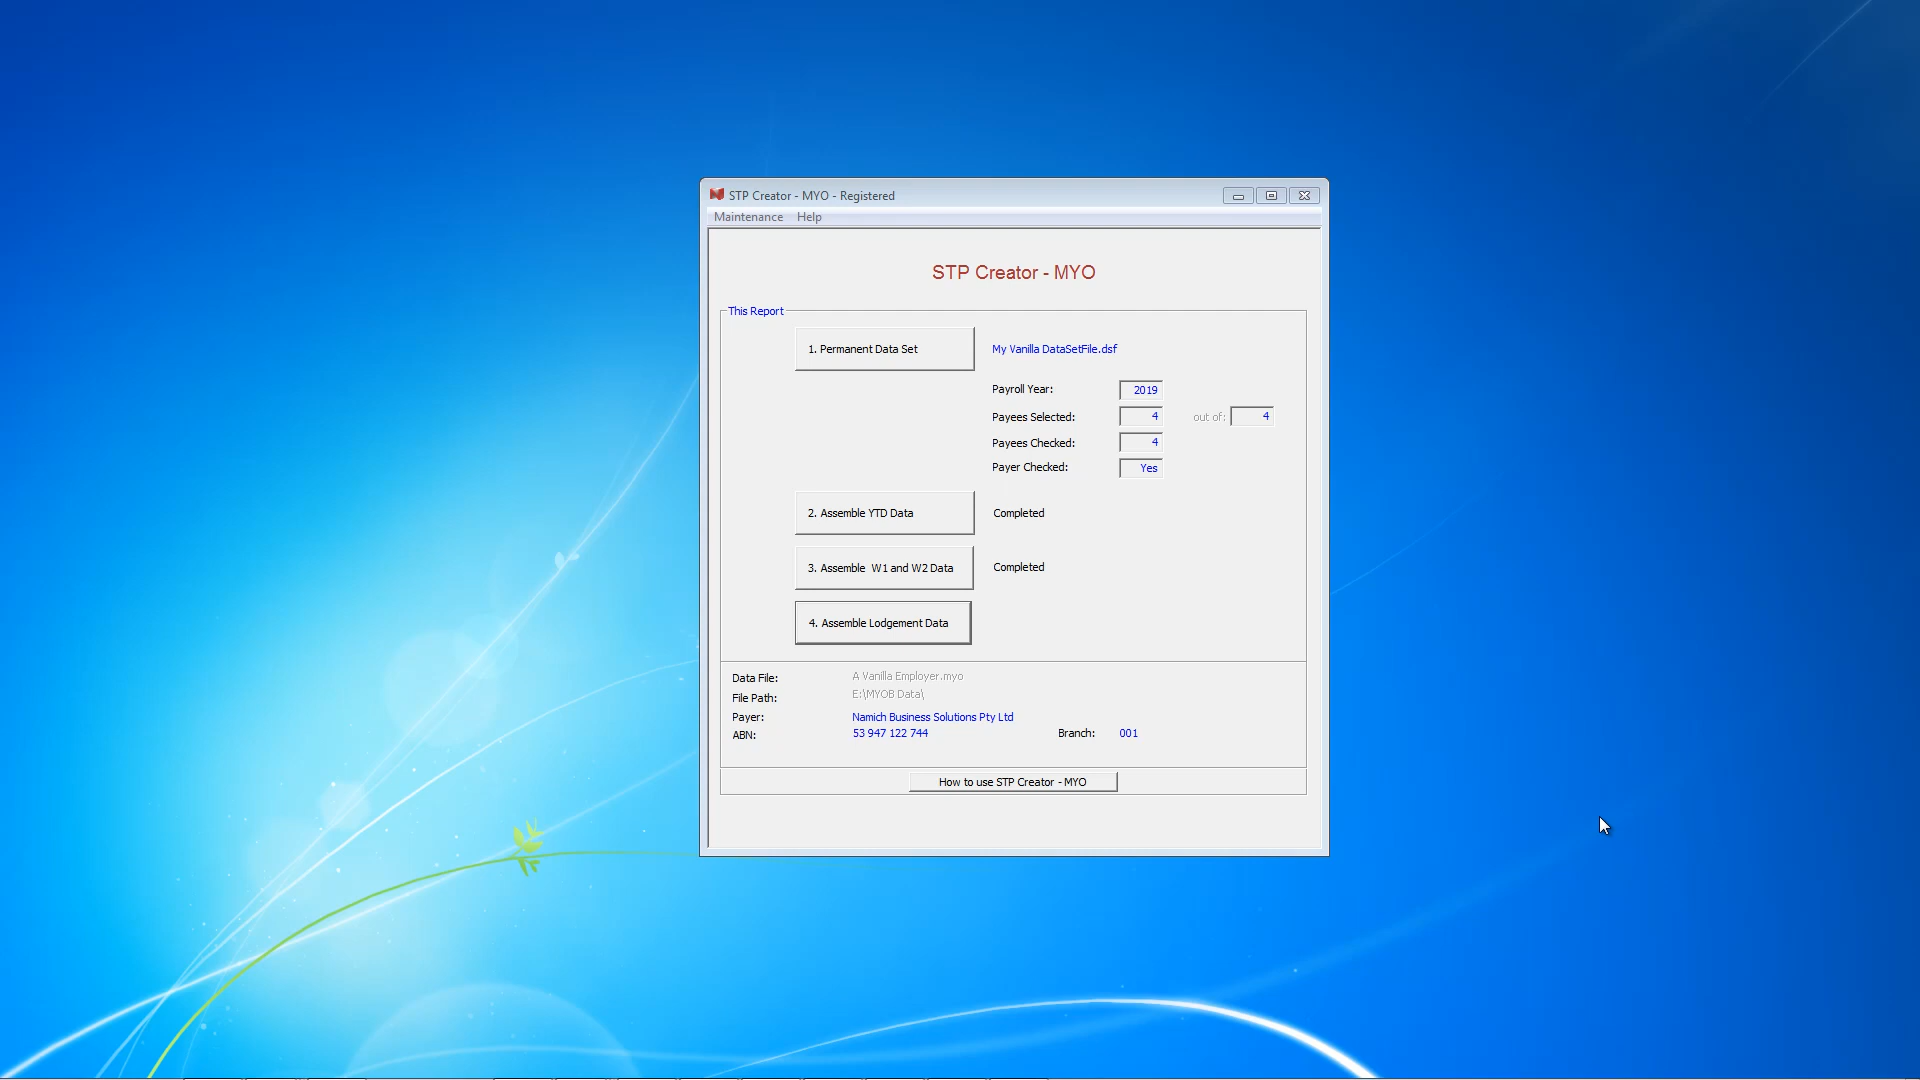 STP Creator - MYO - Registered
Maintenance Help
STP Creator - MYO
This Report
1. Permanent Data Set My Vanilla DataSetFile.dsf
Payroll Year: 2019
Payees Selected: 4 out of: 4
Payees Checked: 4
Payer Checked: Yes
2. Assemble YTD Data Completed
3. Assemble W1 and W2 Data Completed
4. Assemble Lodgement Data
Data File: A Vanilla Employer.myo
File Path: E:\MYOB Data\
Payer: Namich Business Solutions Pty Ltd
ABN: 53 947 122 744 Branch: 001
How to use STP Creator - MYO